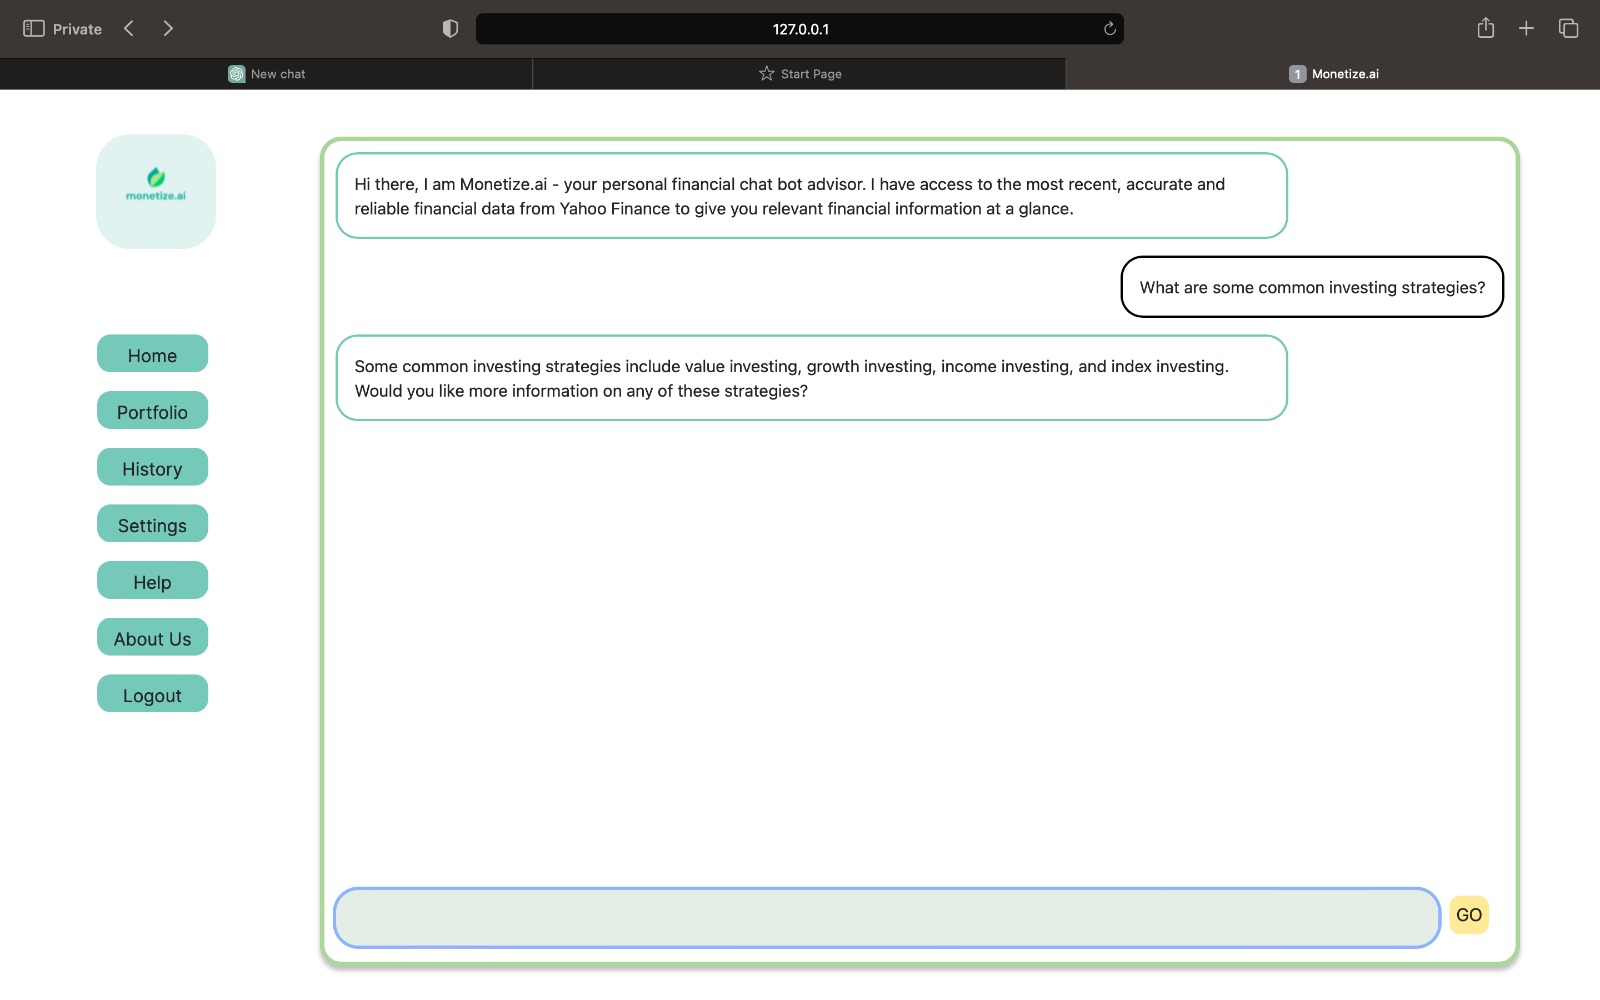 Private
127.0.0.1
New chat
Start Page
1 Monetize.ai
monetize.ai
Hi there, I am Monetize.ai - your personal financial chat bot advisor. I have access to the most recent, accurate and
reliable financial data from Yahoo Finance to give you relevant financial information at a glance.
What are some common investing strategies?
Some common investing strategies include value investing, growth investing, income investing, and index investing.
Would you like more information on any of these strategies?
Home
Portfolio
History
Settings
Help
About Us
Logout
GO